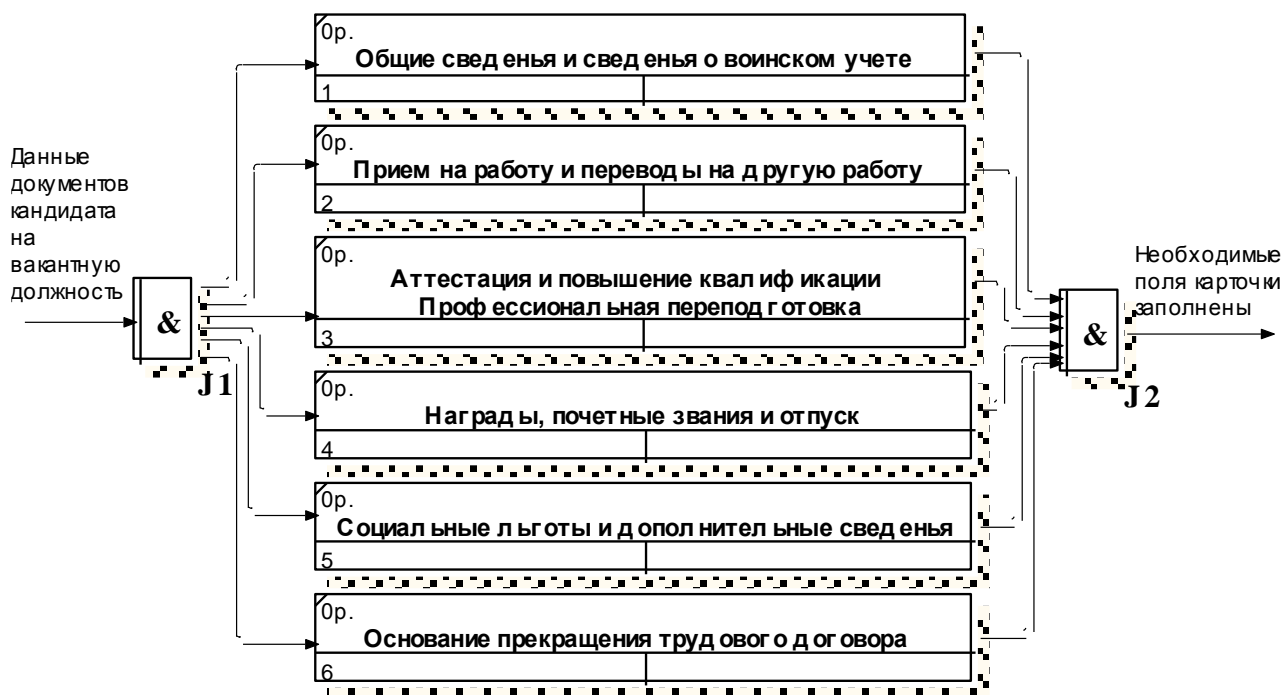 Данные
документов
кандидата
на
вакантную
должность
&
J1
0р.
Общие сведенья и сведенья о воинском учете
1
0р.
Прием на работу и переводы на другую работу
2
0р.
Аттестация и повышение квалификации
Профессиональная переподготовка
3
0р.
Награды, почетные звания и отпуск
4
0р.
Социальные льготы и дополнительные сведенья
5
0р.
Основание прекращения трудового договора
6
&
J2
Необходимые
поля карточки
заполнены